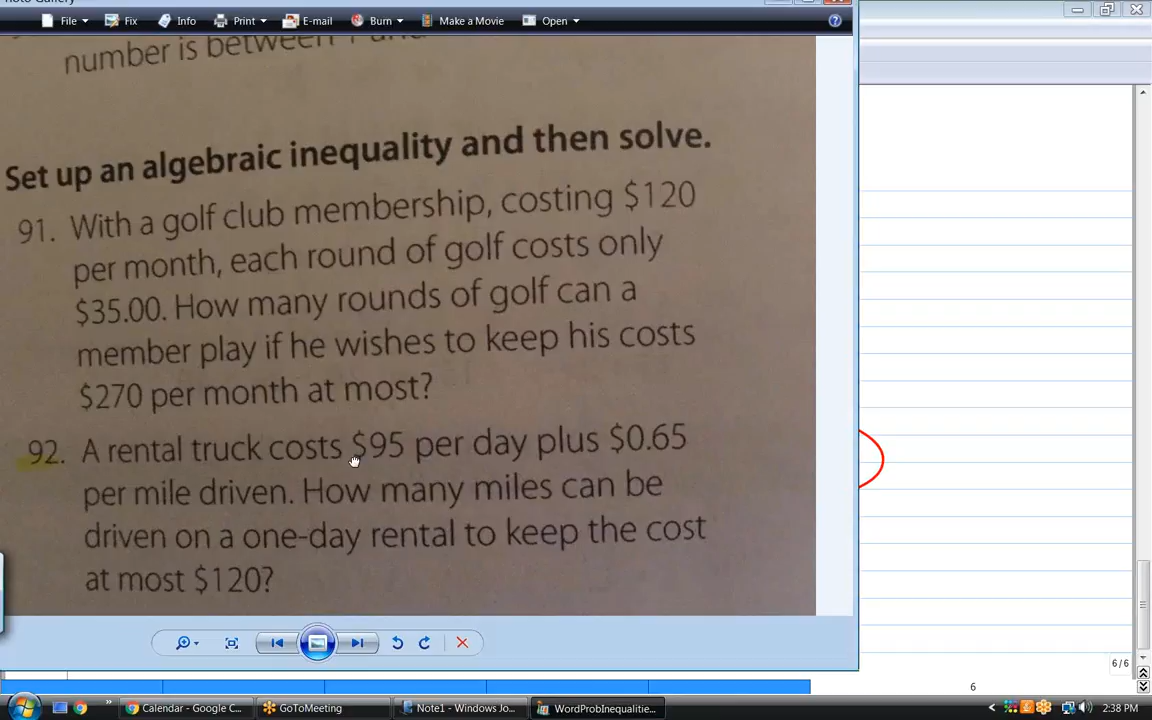 File Fix Info Print E-mail Burn Make a Movie Open
number is between
Set up an algebraic inequality and then solve.
91. With a golf club membership, costing $120
per month, each round of golf costs only
$35.00. How many rounds of golf can a
member play if he wishes to keep his costs
$270 per month at most?
92. A rental truck costs $95 per day plus $0.65
per mile driven. How many miles can be
driven on a one-day rental to keep the cost
at most $120?
6/6
6
Calendar - Google C... GoToMeeting Note1 - Windows Jo... WordProbInequalitie... 2:38 PM